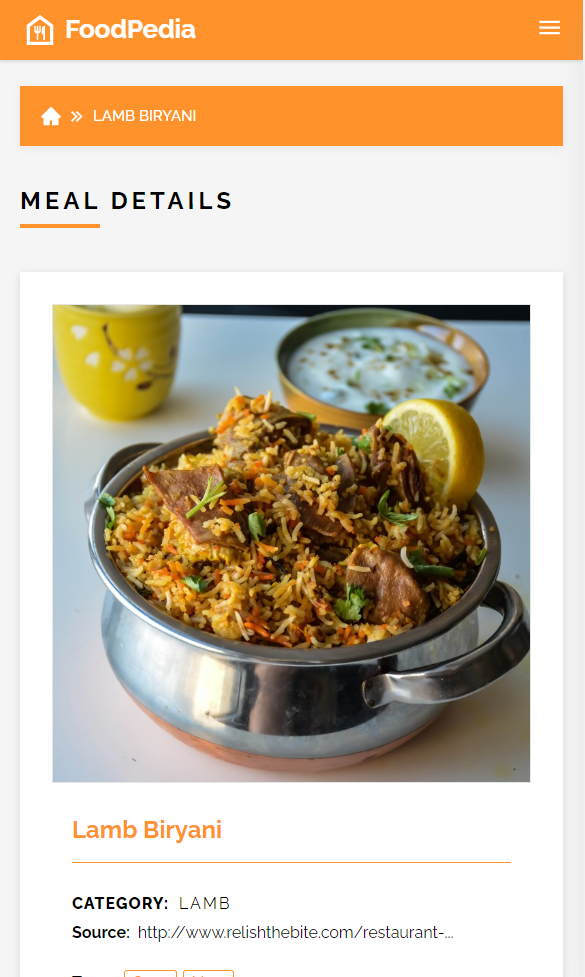 FoodPedia
LAMB BIRYANI
MEAL DETAILS
Lamb Biryani
CATEGORY: LAMB
Source: http://www.relishthebite.com/restaurant-...